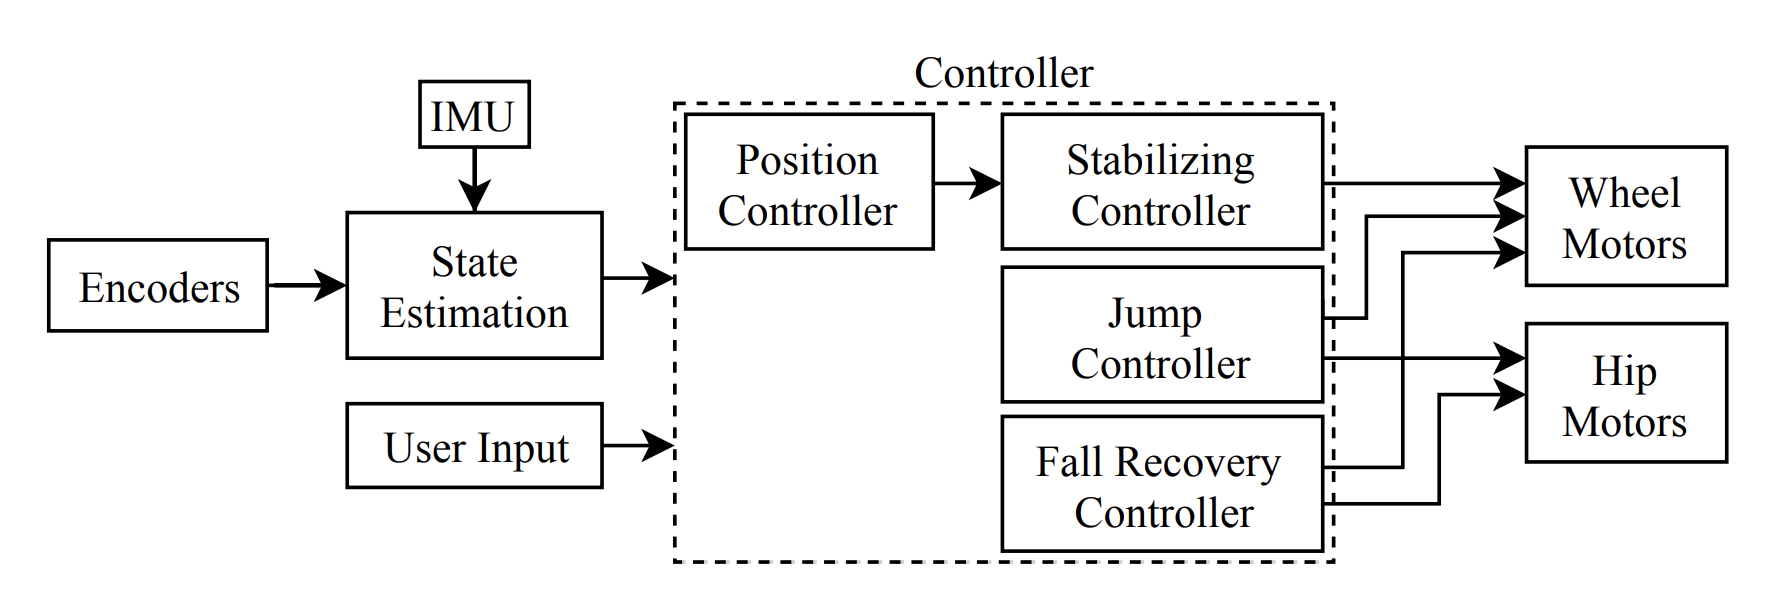 Controller
IMU
Position
Controller
Stabilizing
Controller
Wheel
Motors
Encoders
State
Estimation
Jump
Controller
Hip
Motors
User Input
Fall Recovery
Controller